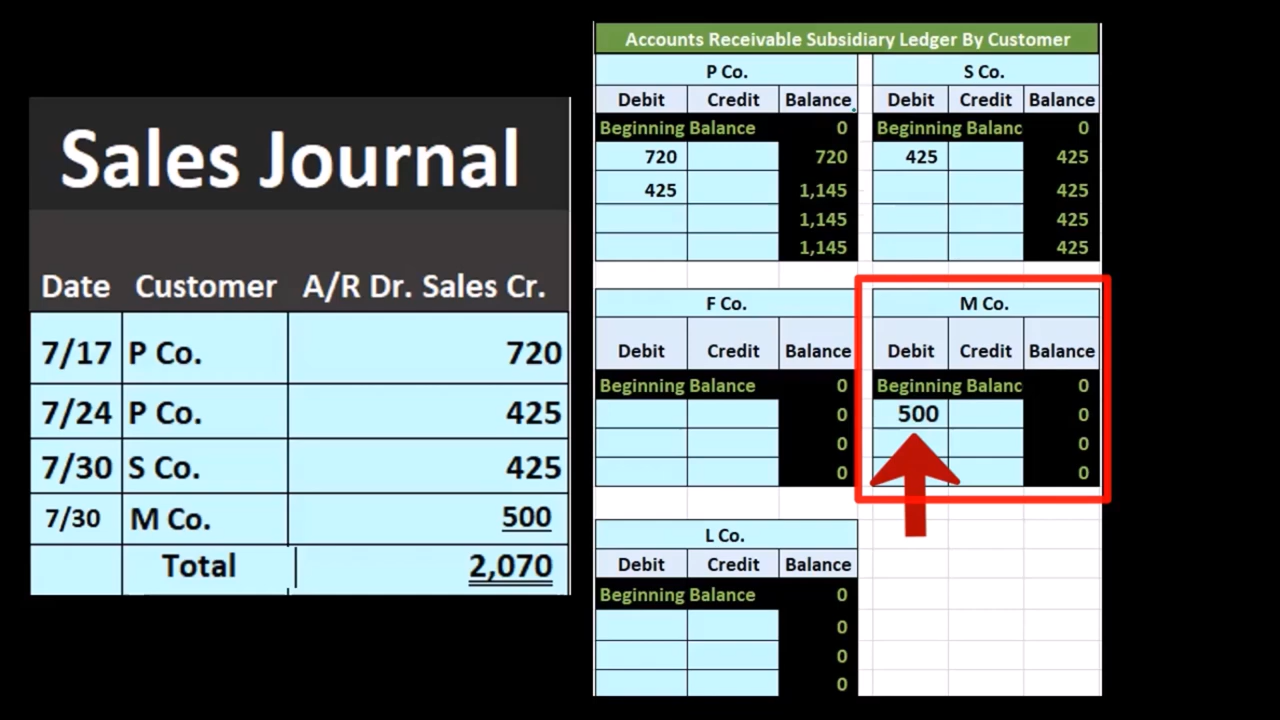 Sales Journal
Date Customer A/R Dr. Sales Cr.
7/17 P Co. 720
7/24 P Co. 425
7/30 S Co. 425
7/30 M Co. 500
Total 2,070
Accounts Receivable Subsidiary Ledger By Customer
P Co.
Debit Credit Balance
Beginning Balance 0
720 720
425 1,145
1,145
1,145
S Co.
Debit Credit Balance
Beginning Balanc 0
425 425
425
425
425
F Co.
Debit Credit Balance
Beginning Balance 0
0
0
0
M Co.
Debit Credit Balance
Beginning Balanc 0
500 0
0
0
L Co.
Debit Credit Balance
Beginning Balance 0
0
0
0